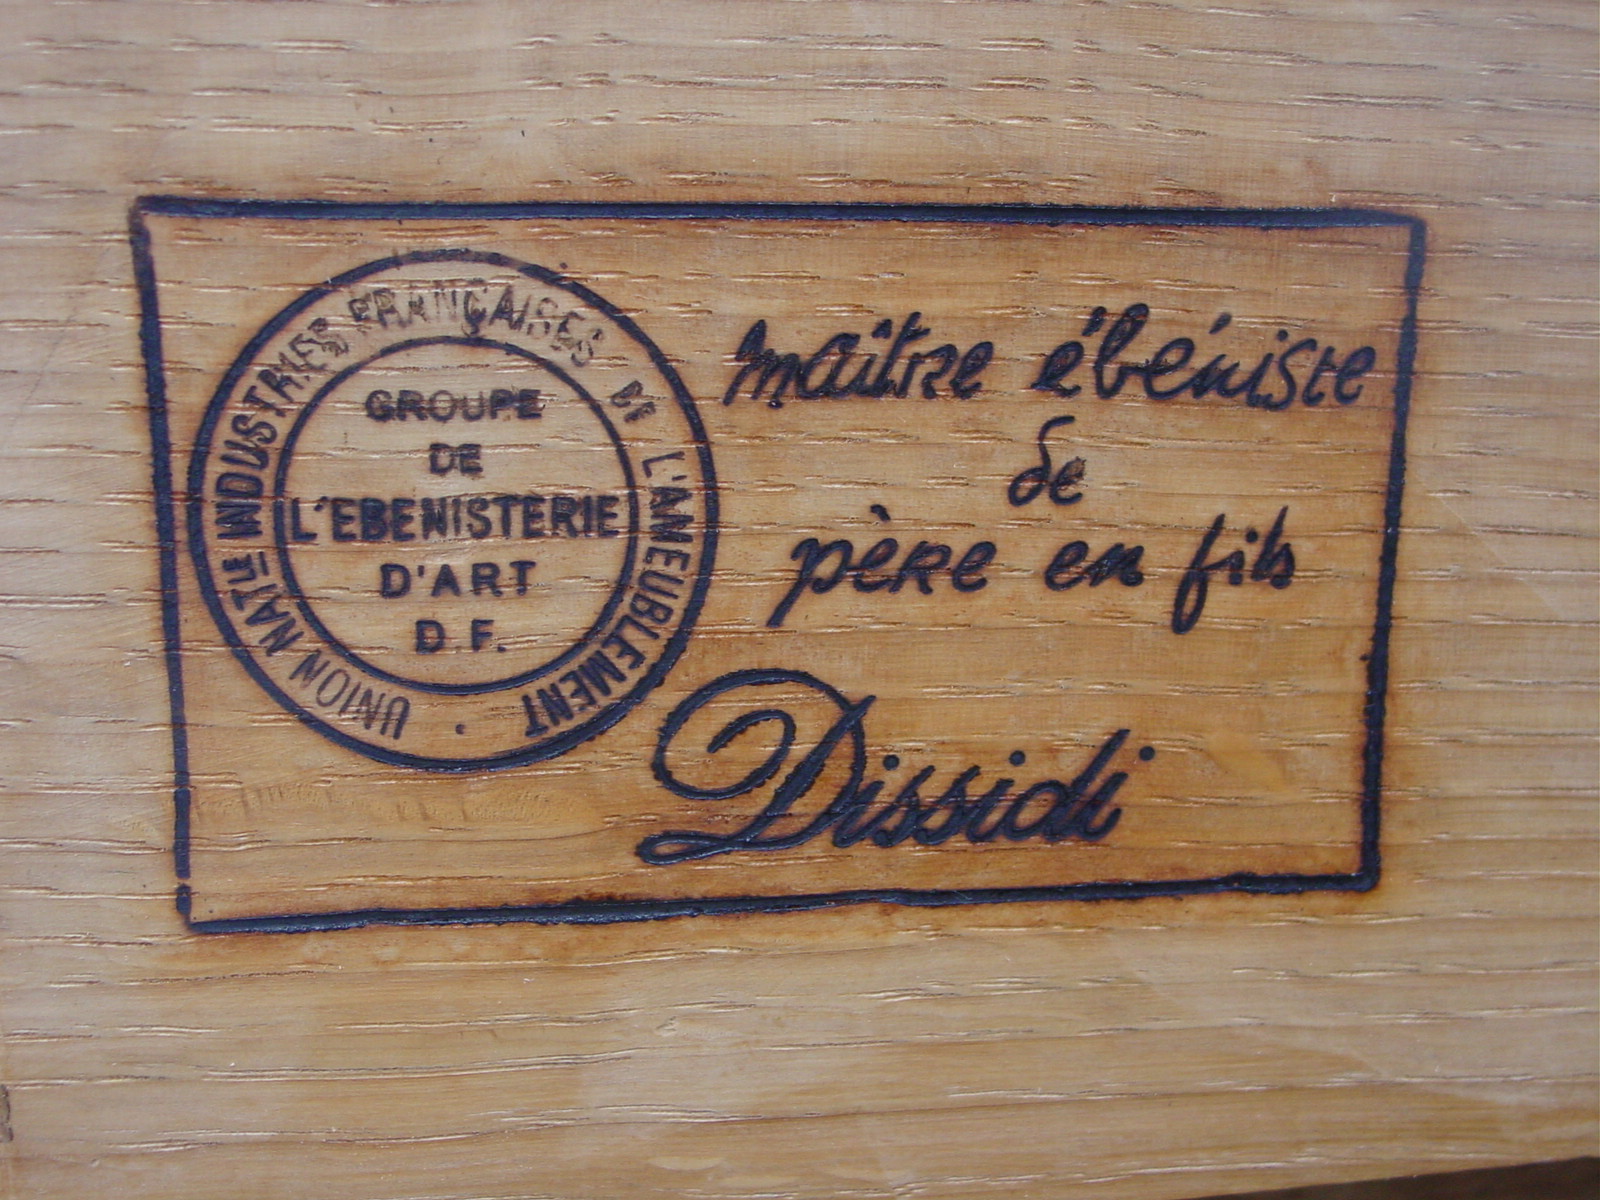 UNION NATLE INDUSTRIES FRANÇAISES DE L'AMEUBLEMENT
GROUPE
DE
L'EBENISTERIE
D'ART
D.F.
maître ébéniste
de
père en fils
Dissidi